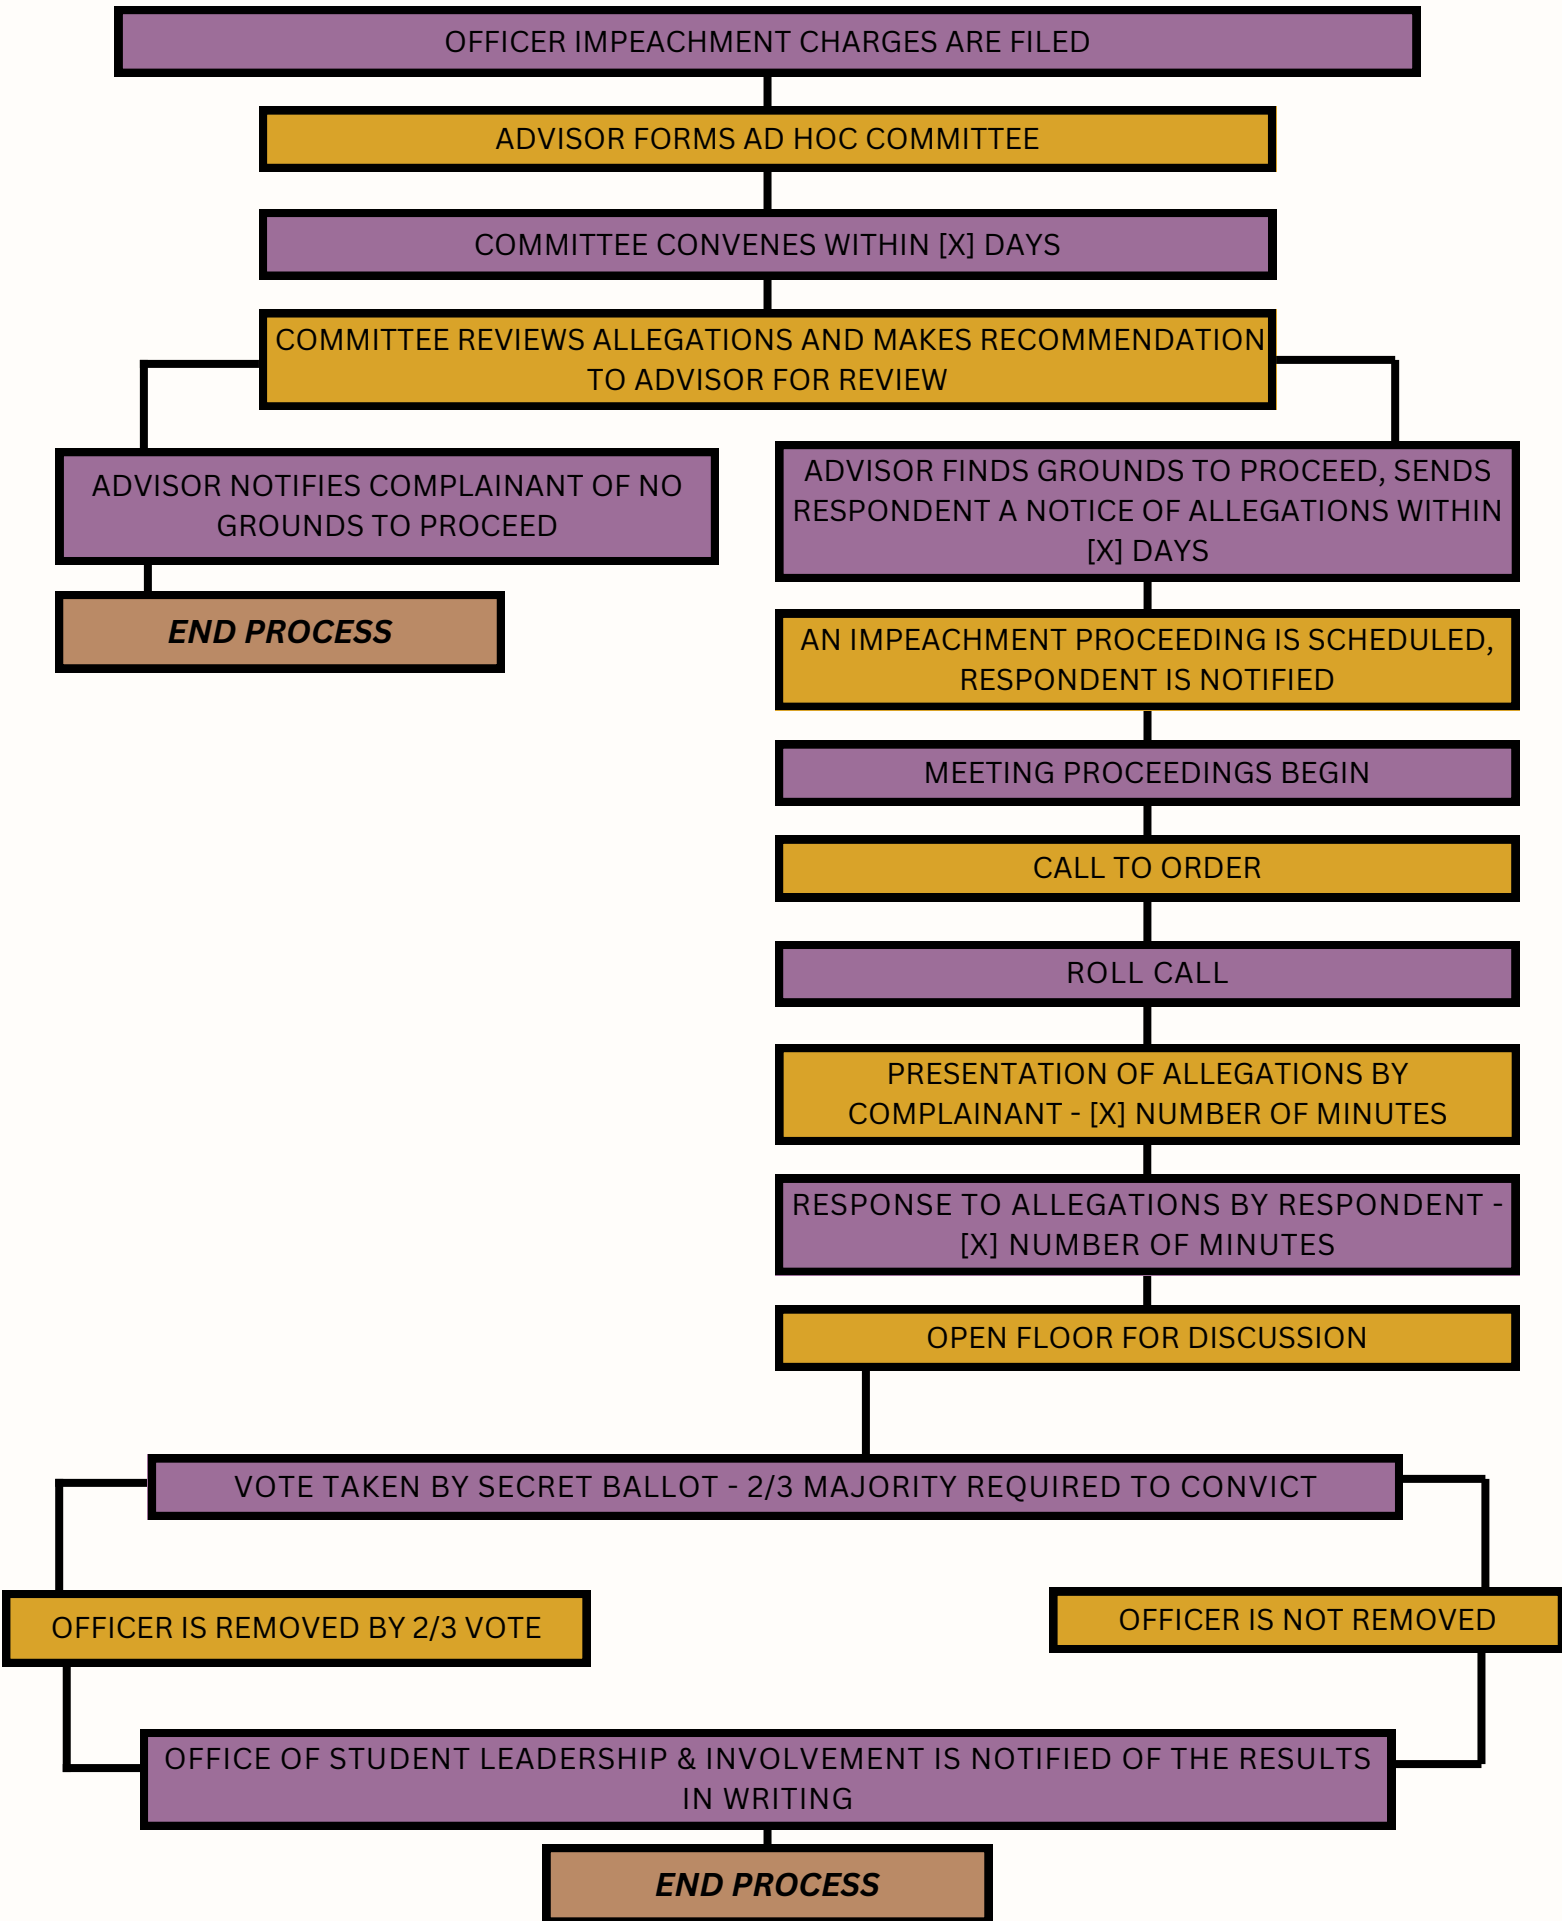 OFFICER IMPEACHMENT CHARGES ARE FILED
ADVISOR FORMS AD HOC COMMITTEE
COMMITTEE CONVENES WITHIN [X] DAYS
COMMITTEE REVIEWS ALLEGATIONS AND MAKES RECOMMENDATION
TO ADVISOR FOR REVIEW
ADVISOR NOTIFIES COMPLAINANT OF NO
GROUNDS TO PROCEED
END PROCESS
ADVISOR FINDS GROUNDS TO PROCEED, SENDS
RESPONDENT A NOTICE OF ALLEGATIONS WITHIN
[X] DAYS
AN IMPEACHMENT PROCEEDING IS SCHEDULED,
RESPONDENT IS NOTIFIED
MEETING PROCEEDINGS BEGIN
CALL TO ORDER
ROLL CALL
PRESENTATION OF ALLEGATIONS BY
COMPLAINANT - [X] NUMBER OF MINUTES
RESPONSE TO ALLEGATIONS BY RESPONDENT -
[X] NUMBER OF MINUTES
OPEN FLOOR FOR DISCUSSION
VOTE TAKEN BY SECRET BALLOT - 2/3 MAJORITY REQUIRED TO CONVICT
OFFICER IS REMOVED BY 2/3 VOTE
OFFICER IS NOT REMOVED
OFFICE OF STUDENT LEADERSHIP & INVOLVEMENT IS NOTIFIED OF THE RESULTS
IN WRITING
END PROCESS